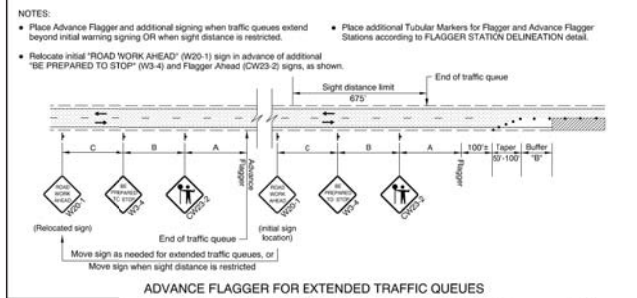 NOTES:
• Place Advance Flagger and additional signing when traffic queues extend
beyond initial warning signing OR when sight distance is restricted.
• Relocate initial "ROAD WORK AHEAD" (W20-1) sign in advance of additional
"BE PREPARED TO STOP" (W3-4) and Flagger Ahead (CW23-2) signs, as shown.
• Place additional Tubular Markers for Flagger and Advance Flagger
Stations according to FLAGGER STATION DELINEATION detail.
End of traffic queue
Sight distance limit
675'
C
B
A
C
B
A
100'±
Taper
50'-100'
Buffer
"B"
Advance
Flagger
Flagger
ROAD
WORK
AHEAD
W20-1
BE
PREPARED
TO STOP
W3-4
CW23-2
ROAD
WORK
AHEAD
W20-1
BE
PREPARED
TO STOP
W3-4
CW23-2
(Relocated sign)
End of traffic queue
(initial sign
location)
Move sign as needed for extended traffic queues, or
Move sign when sight distance is restricted
ADVANCE FLAGGER FOR EXTENDED TRAFFIC QUEUES